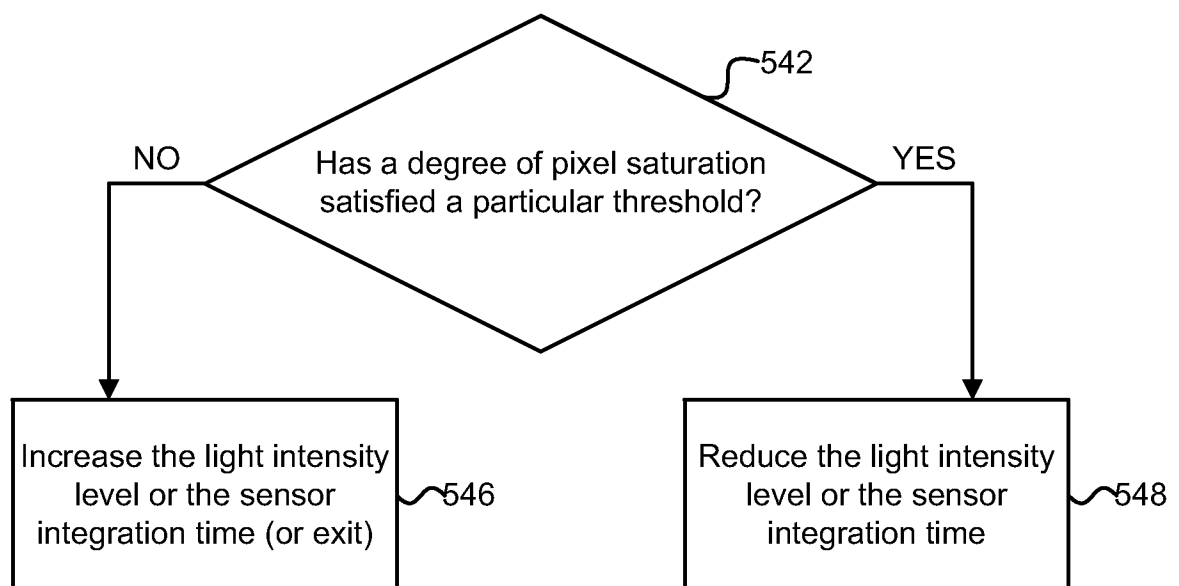 542
NO
YES
Has a degree of pixel saturation
satisfied a particular threshold?
Increase the light intensity
level or the sensor
integration time (or exit)
546
Reduce the light intensity
level or the sensor
integration time
548